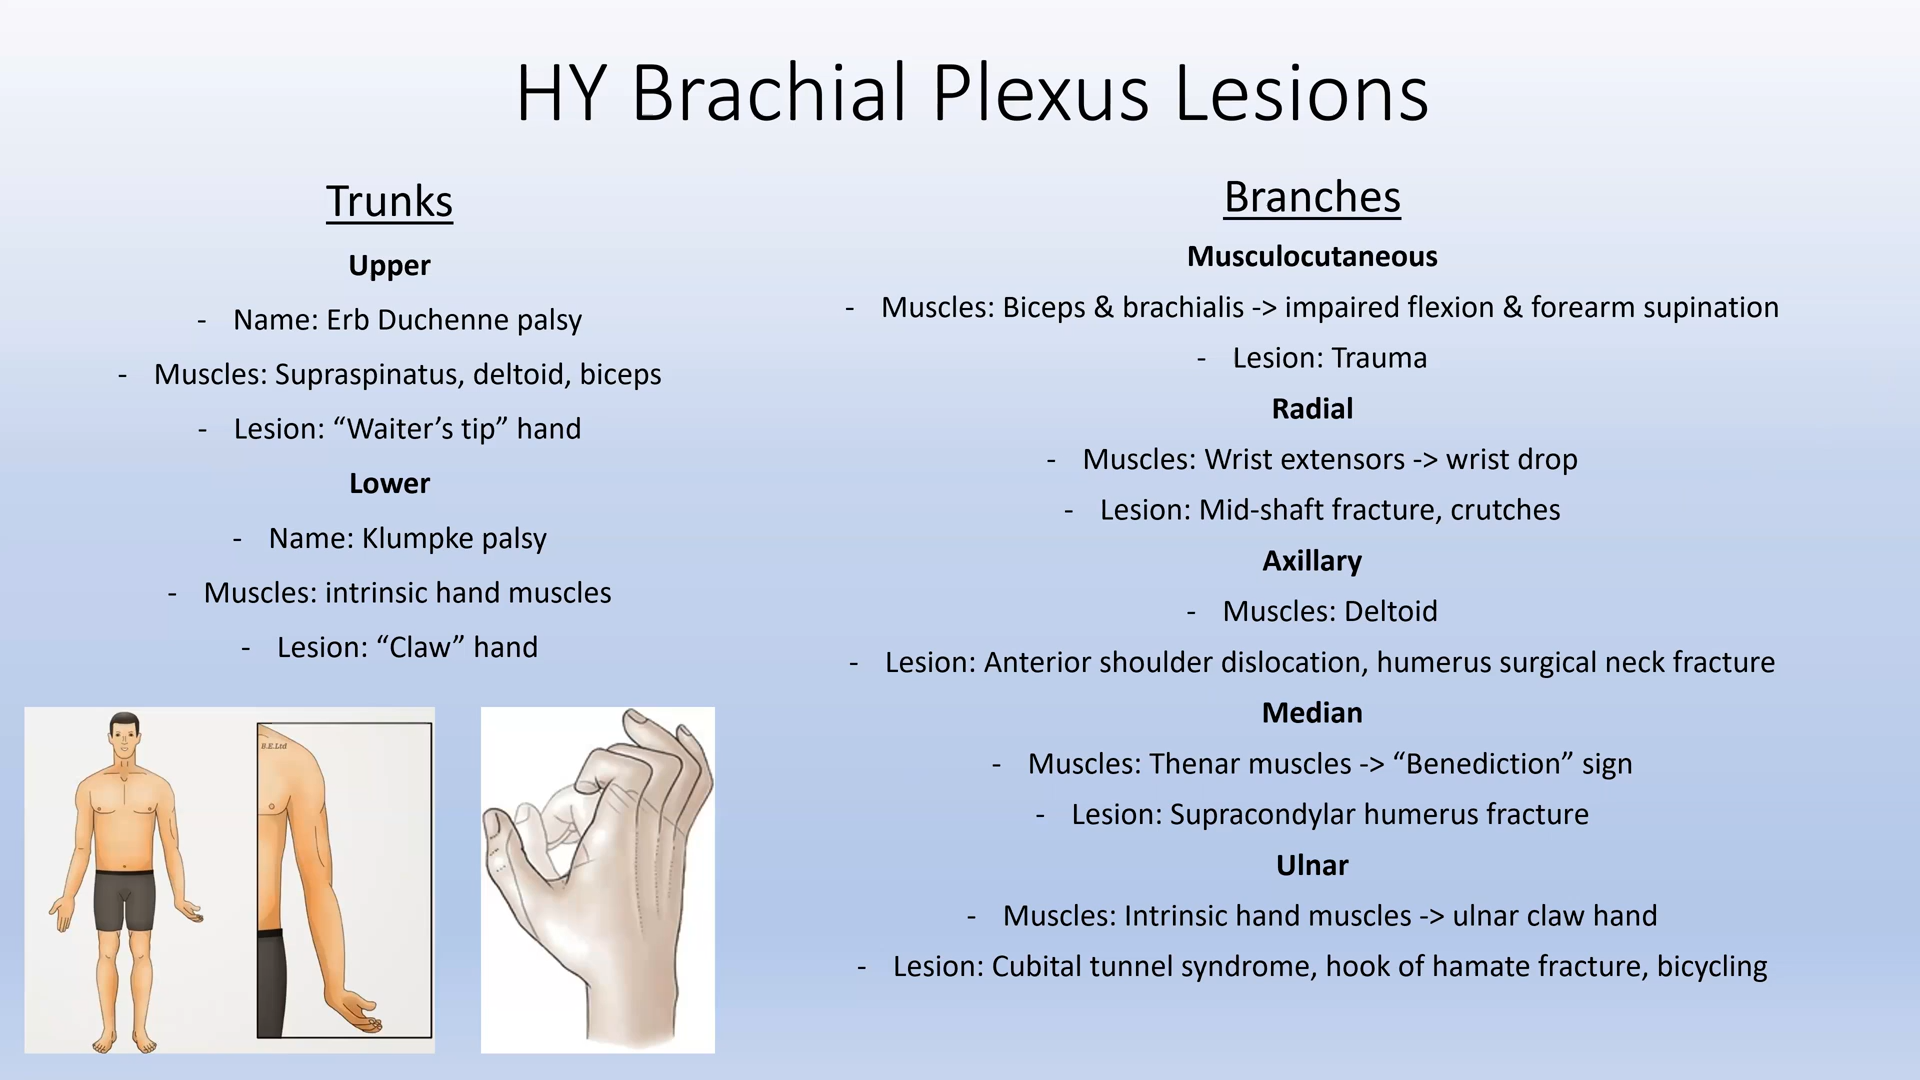 HY Brachial Plexus Lesions
Trunks
Upper
- Name: Erb Duchenne palsy
- Muscles: Supraspinatus, deltoid, biceps
- Lesion: “Waiter’s tip” hand
Lower
- Name: Klumpke palsy
- Muscles: intrinsic hand muscles
- Lesion: “Claw” hand
B.E.Ltd
Branches
Musculocutaneous
- Muscles: Biceps & brachialis -> impaired flexion & forearm supination
- Lesion: Trauma
Radial
- Muscles: Wrist extensors -> wrist drop
- Lesion: Mid-shaft fracture, crutches
Axillary
- Muscles: Deltoid
- Lesion: Anterior shoulder dislocation, humerus surgical neck fracture
Median
- Muscles: Thenar muscles -> “Benediction” sign
- Lesion: Supracondylar humerus fracture
Ulnar
- Muscles: Intrinsic hand muscles -> ulnar claw hand
- Lesion: Cubital tunnel syndrome, hook of hamate fracture, bicycling